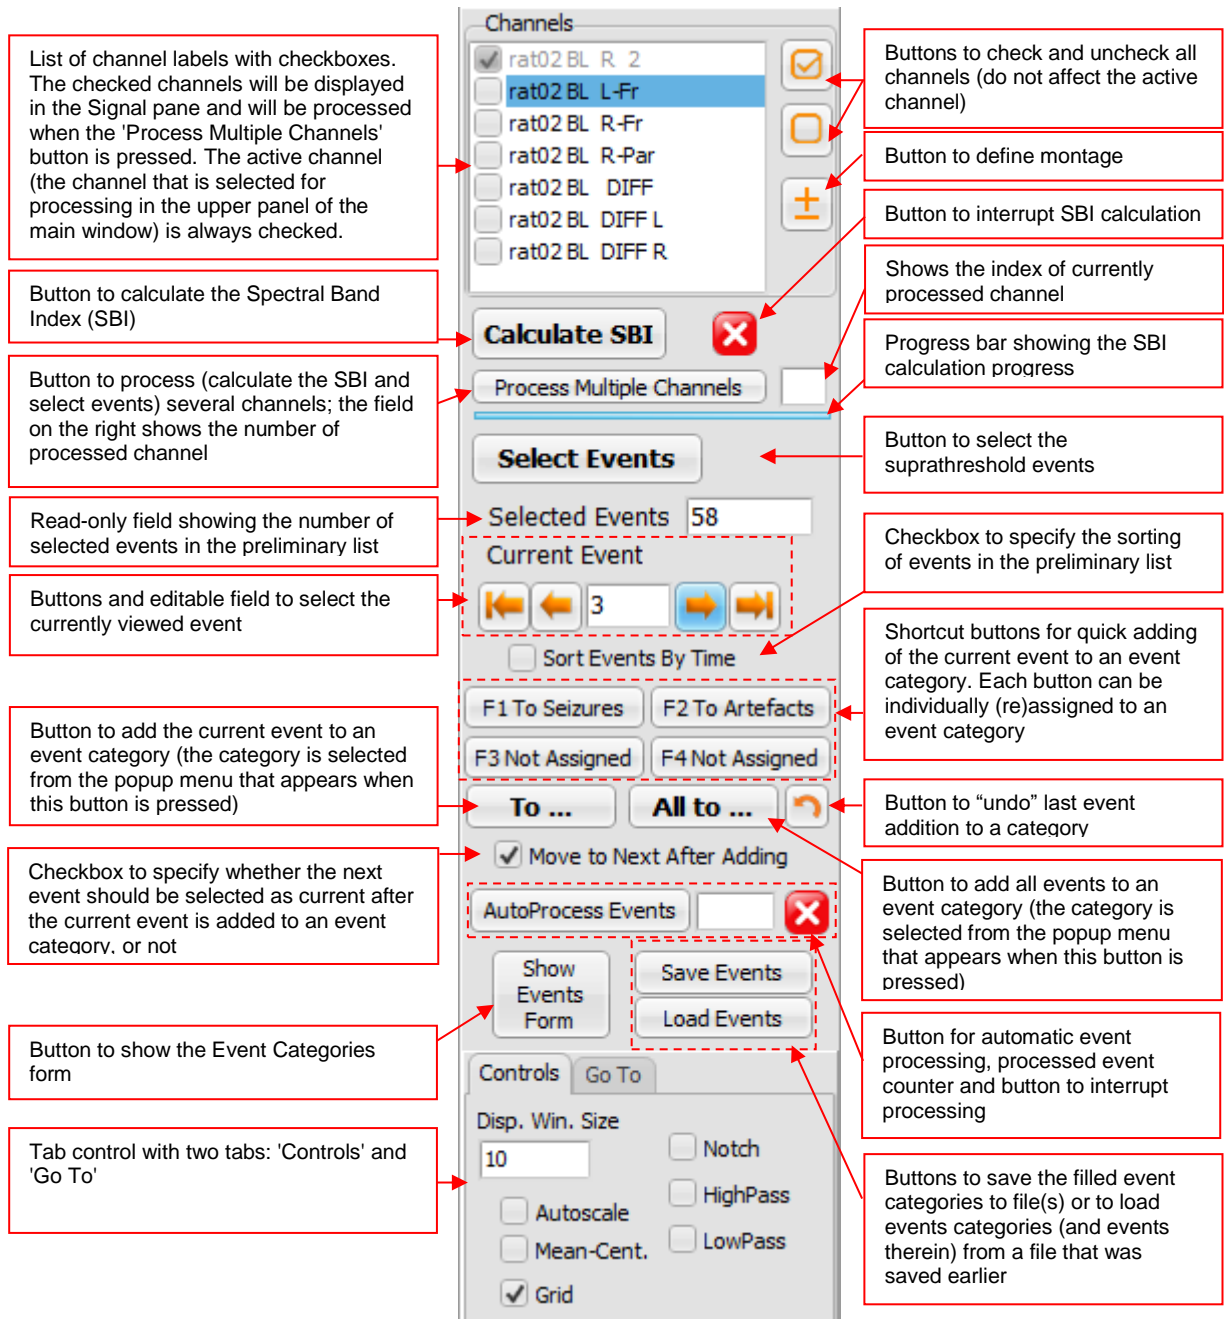 List of channel labels with checkboxes.
The checked channels will be displayed
in the Signal pane and will be processed
when the 'Process Multiple Channels'
button is pressed. The active channel
(the channel that is selected for
processing in the upper panel of the
main window) is always checked.
Button to calculate the Spectral Band
Index (SBI)
Button to process (calculate the SBI and
select events) several channels; the field
on the right shows the number of
processed channel
Read-only field showing the number of
selected events in the preliminary list
Buttons and editable field to select the
currently viewed event
Button to add the current event to an
event category (the category is selected
from the popup menu that appears when
this button is pressed)
Checkbox to specify whether the next
event should be selected as current after
the current event is added to an event
category, or not
Button to show the Event Categories
form
Tab control with two tabs: 'Controls' and
'Go To'
Channels
rat02 BL R 2
rat02 BL L-Fr
rat02 BL R-Fr
rat02 BL R-Par
rat02 BL DIFF
rat02 BL DIFF L
rat02 BL DIFF R
Calculate SBI
Process Multiple Channels
Select Events
Selected Events 58
Current Event
3
Sort Events By Time
F1 To Seizures F2 To Artefacts
F3 Not Assigned F4 Not Assigned
To ... All to ...
Move to Next After Adding
AutoProcess Events
Show
Events
Form
Save Events
Load Events
Controls Go To
Disp. Win. Size
10
Notch
HighPass
Autoscale
LowPass
Mean-Cent.
Grid
Buttons to check and uncheck all
channels (do not affect the active
channel)
Button to define montage
Button to interrupt SBI calculation
Shows the index of currently
processed channel
Progress bar showing the SBI
calculation progress
Button to select the
suprathreshold events
Checkbox to specify the sorting
of events in the preliminary list
Shortcut buttons for quick adding
of the current event to an event
category. Each button can be
individually (re)assigned to an
event category
Button to “undo” last event
addition to a category
Button to add all events to an
event category (the category is
selected from the popup menu
that appears when this button is
pressed)
Button for automatic event
processing, processed event
counter and button to interrupt
processing
Buttons to save the filled event
categories to file(s) or to load
events categories (and events
therein) from a file that was
saved earlier